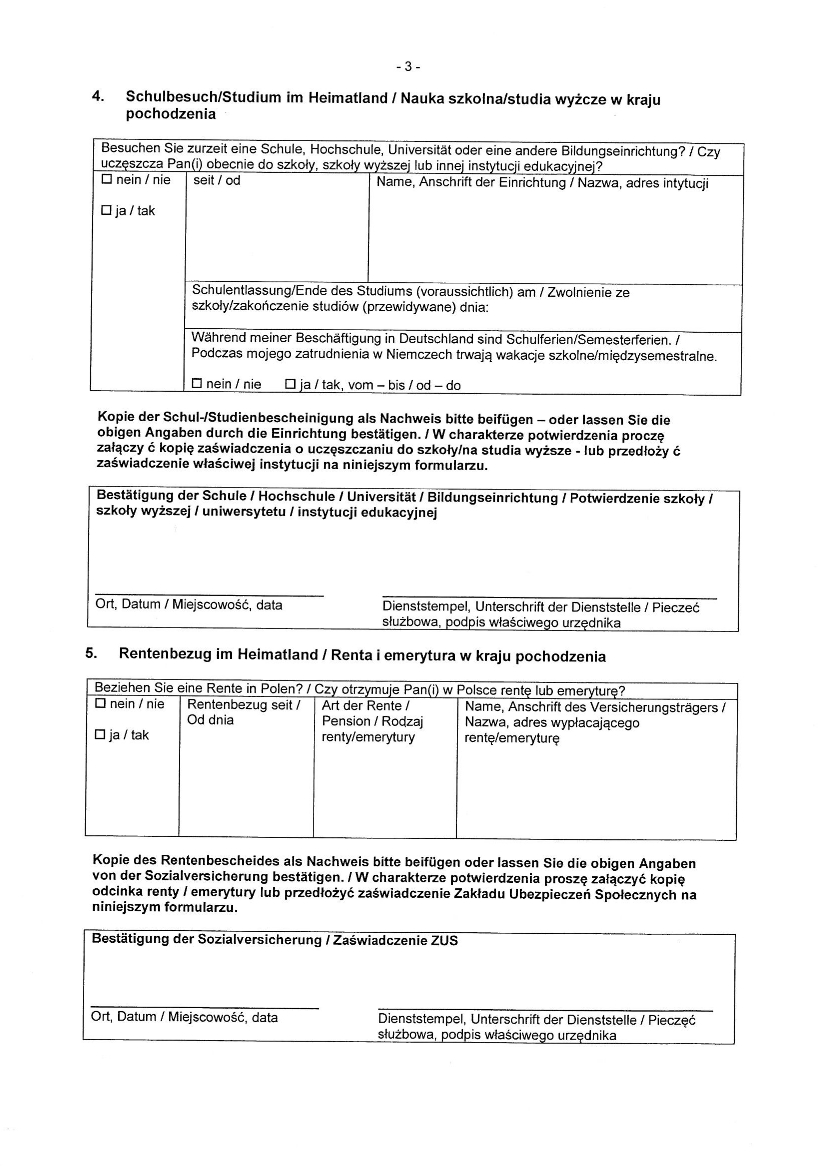 - 3 -
4. Schulbesuch/Studium im Heimatland / Nauka szkolna/studia wyżcze w kraju
pochodzenia
Besuchen Sie zurzeit eine Schule, Hochschule, Universität oder eine andere Bildungseinrichtung? / Czy
uczęszcza Pan(i) obecnie do szkoły, szkoły wyższej lub innej instytucji edukacyjnej?
☐ nein / nie
☐ ja / tak
seit / od
Name, Anschrift der Einrichtung / Nazwa, adres intytucji
Schulentlassung/Ende des Studiums (voraussichtlich) am / Zwolnienie ze
szkoły/zakończenie studiów (przewidywane) dnia:
Während meiner Beschäftigung in Deutschland sind Schulferien/Semesterferien. /
Podczas mojego zatrudnienia w Niemczech trwają wakacje szkolne/międzysemestralne.
☐ nein / nie ☐ ja / tak, vom – bis / od – do
Kopie der Schul-/Studienbescheinigung als Nachweis bitte beifügen – oder lassen Sie die
obigen Angaben durch die Einrichtung bestätigen. / W charakterze potwierdzenia proczę
załączy ć kopię zaświadczenia o uczęszczaniu do szkoły/na studia wyższe - lub przedłoży ć
zaświadczenie właściwej instytucji na niniejszym formularzu.
Bestätigung der Schule / Hochschule / Universität / Bildungseinrichtung / Potwierdzenie szkoły /
szkoły wyższej / uniwersytetu / instytucji edukacyjnej
Ort, Datum / Miejscowość, data
Dienststempel, Unterschrift der Dienststelle / Pieczeć
służbowa, podpis właściwego urzędnika
5. Rentenbezug im Heimatland / Renta i emerytura w kraju pochodzenia
Beziehen Sie eine Rente in Polen? / Czy otrzymuje Pan(i) w Polsce rentę lub emeryturę?
☐ nein / nie
☐ ja / tak
Rentenbezug seit /
Od dnia
Art der Rente /
Pension / Rodzaj
renty/emerytury
Name, Anschrift des Versicherungsträgers /
Nazwa, adres wypłacającego
rentę/emeryturę
Kopie des Rentenbescheides als Nachweis bitte beifügen oder lassen Sie die obigen Angaben
von der Sozialversicherung bestätigen. / W charakterze potwierdzenia proszę załączyć kopię
odcinka renty / emerytury lub przedłożyć zaświadczenie Zakładu Ubezpieczeń Społecznych na
niniejszym formularzu.
Bestätigung der Sozialversicherung / Zaświadczenie ZUS
Ort, Datum / Miejscowość, data
Dienststempel, Unterschrift der Dienststelle / Pieczęć
służbowa, podpis właściwego urzędnika